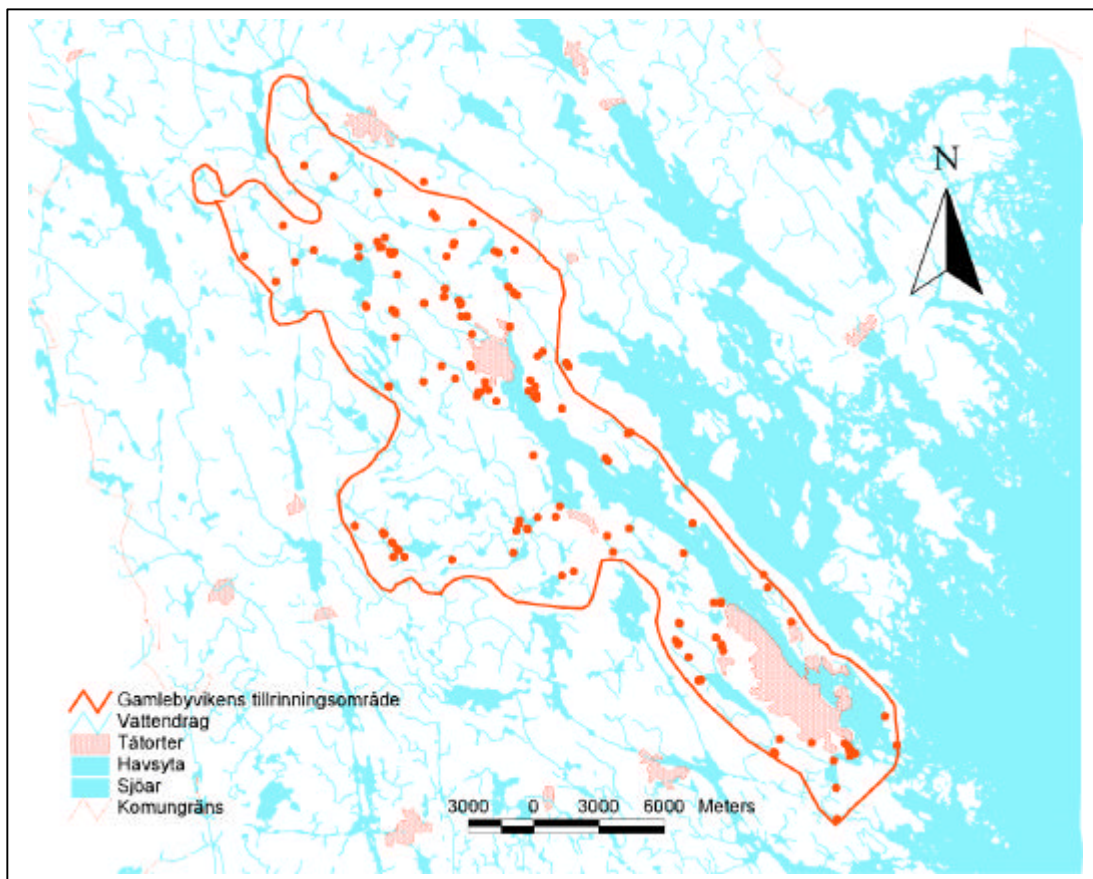 N
Gamlebyvikens tillrinningsområde
Vattendrag
Tätorter
Havsyta
Sjöar
Komungräns
3000 0 3000 6000 Meters